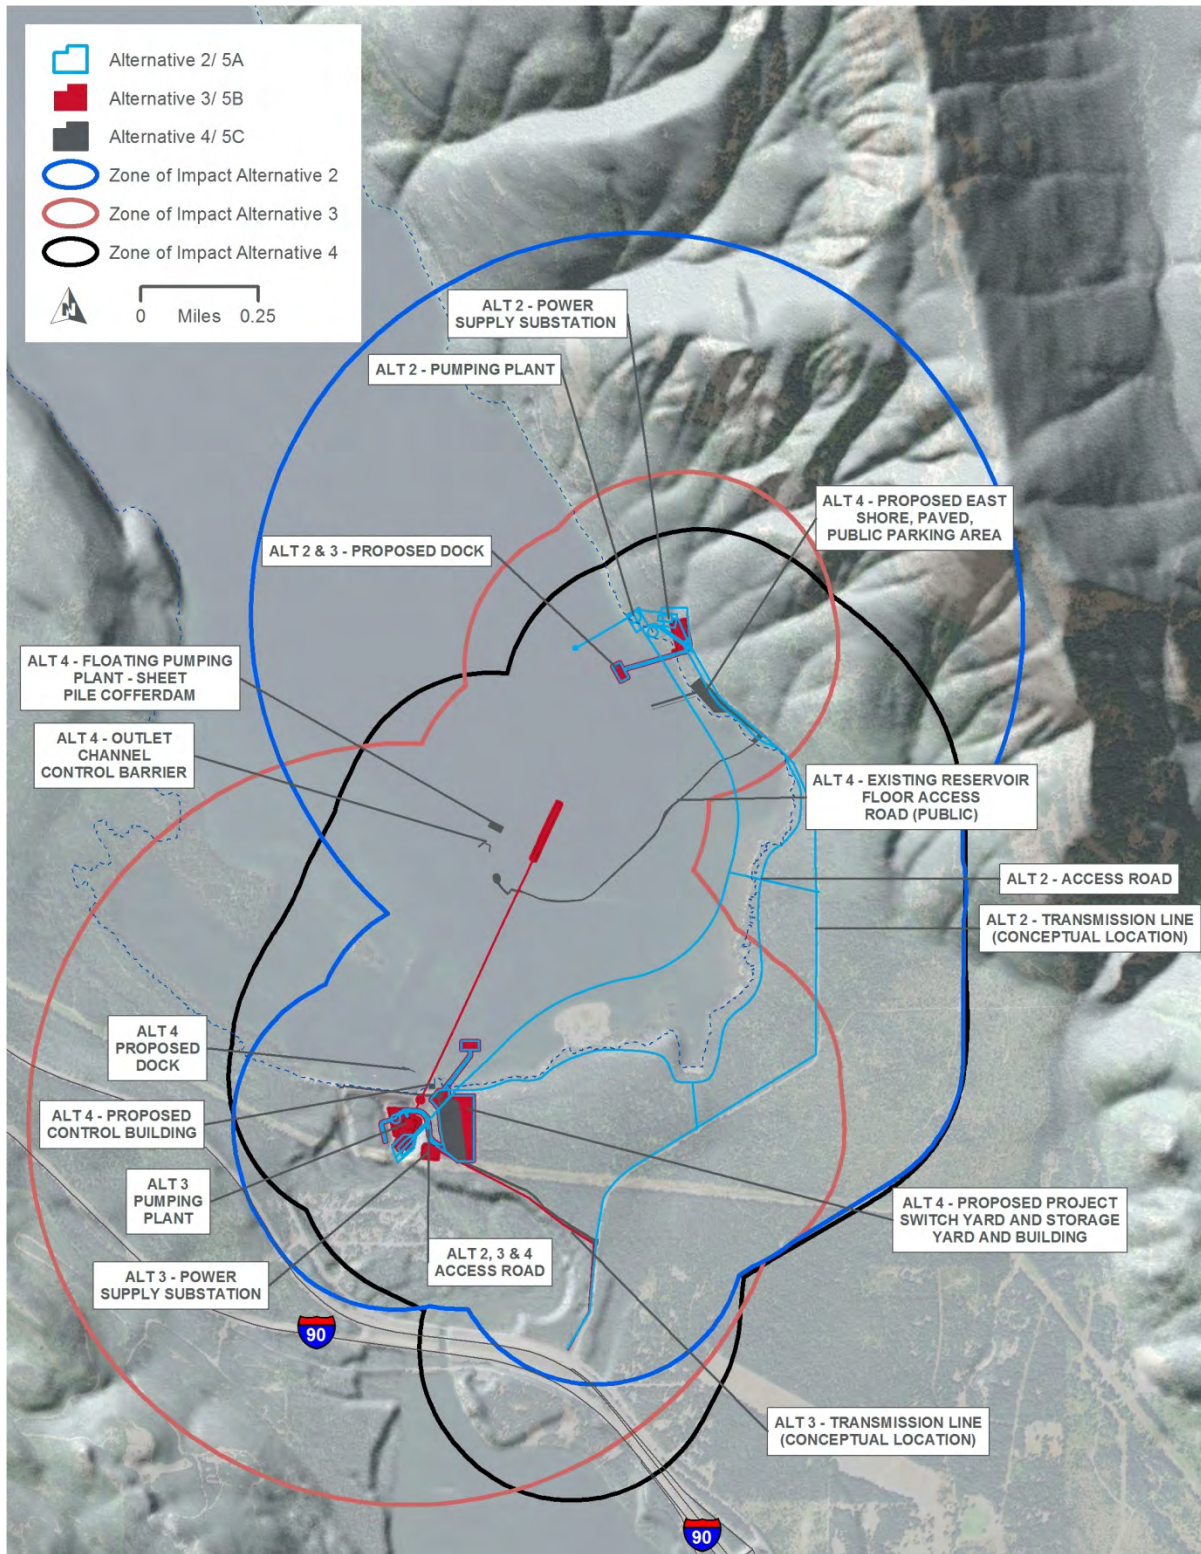 Alternative 2/ 5A
Alternative 3/ 5B
Alternative 4/ 5C
Zone of Impact Alternative 2
Zone of Impact Alternative 3
Zone of Impact Alternative 4
N
0 Miles 0.25
ALT 2 - POWER
SUPPLY SUBSTATION
ALT 2 - PUMPING PLANT
ALT 4 - PROPOSED EAST
SHORE, PAVED,
PUBLIC PARKING AREA
ALT 2 & 3 - PROPOSED DOCK
ALT 4 - FLOATING PUMPING
PLANT - SHEET
PILE COFFERDAM
ALT 4 - OUTLET
CHANNEL
CONTROL BARRIER
ALT 4 - EXISTING RESERVOIR
FLOOR ACCESS
ROAD (PUBLIC)
ALT 2 - ACCESS ROAD
ALT 2 - TRANSMISSION LINE
(CONCEPTUAL LOCATION)
ALT 4
PROPOSED
DOCK
ALT 4 - PROPOSED
CONTROL BUILDING
ALT 3
PUMPING
PLANT
ALT 4 - PROPOSED PROJECT
SWITCH YARD AND STORAGE
YARD AND BUILDING
ALT 2, 3 & 4
ACCESS ROAD
ALT 3 - POWER
SUPPLY SUBSTATION
90
ALT 3 - TRANSMISSION LINE
(CONCEPTUAL LOCATION)
90